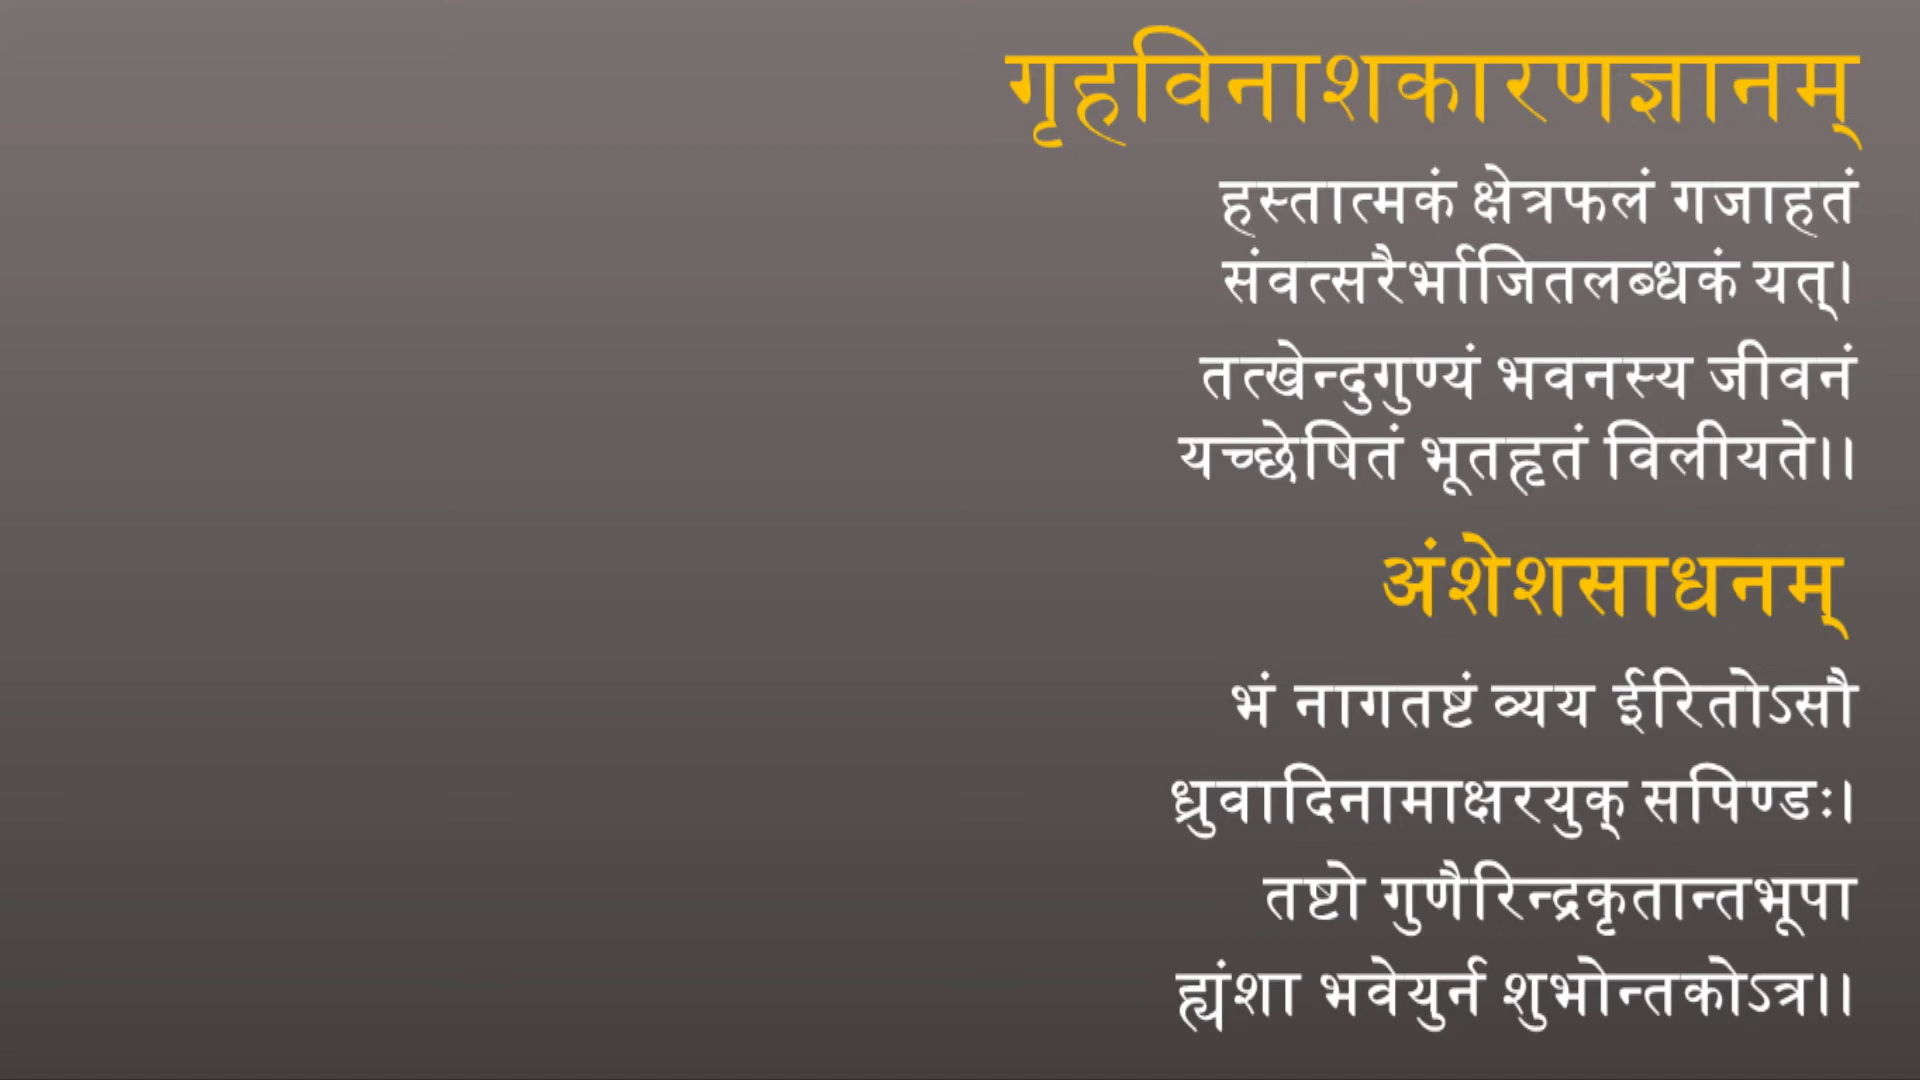 गृहविनाशकारणज्ञानम्
हस्तात्मकं क्षेत्रफलं गजाहतं
संवत्सरैर्भाजितलब्धकं यत्।
तत्खेन्दुगुण्यं भवनस्य जीवनं
यच्छेषितं भूतहृतं विलीयते।।
अंशेशसाधनम्
भं नागतष्टं व्यय ईरितोऽसौ
ध्रुवादिनामाक्षरयुक् सपिण्डः।
तष्टो गुणैरिन्द्रकृतान्तभूपा
ह्यंशा भवेयुर्न शुभोन्तकोऽत्र।।